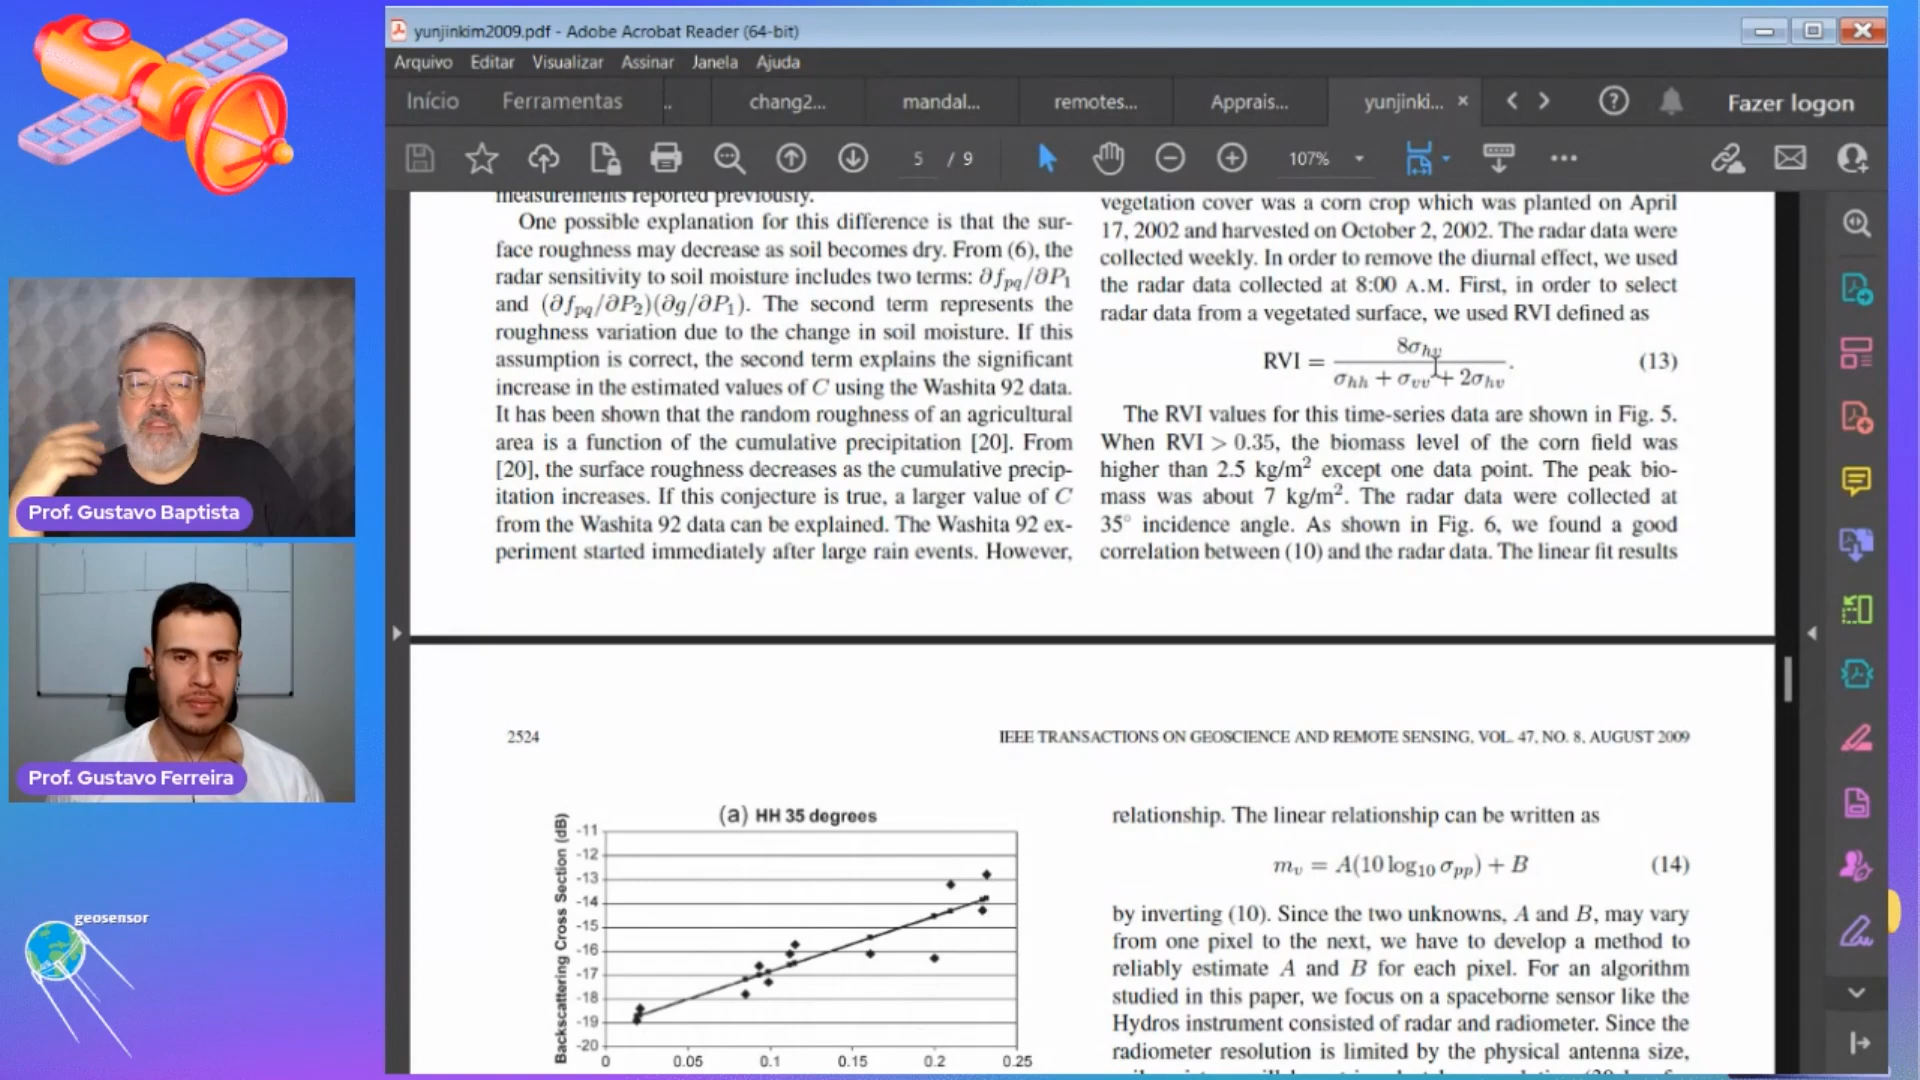 yunjinkim2009.pdf - Adobe Acrobat Reader (64-bit)
Arquivo Editar Visualizar Assinar Janela Ajuda
Início Ferramentas .. chang2... mandal... remotes... Apprais... yunjinki... × Fazer logon
5 / 9 107%
measurements reported previously.
One possible explanation for this difference is that the sur-
face roughness may decrease as soil becomes dry. From (6), the
radar sensitivity to soil moisture includes two terms: ∂f_pq/∂P_1
and (∂f_pq/∂P_2)(∂g/∂P_1). The second term represents the
roughness variation due to the change in soil moisture. If this
assumption is correct, the second term explains the significant
increase in the estimated values of C using the Washita 92 data.
It has been shown that the random roughness of an agricultural
area is a function of the cumulative precipitation [20]. From
[20], the surface roughness decreases as the cumulative precip-
itation increases. If this conjecture is true, a larger value of C
from the Washita 92 data can be explained. The Washita 92 ex-
periment started immediately after large rain events. However,
vegetation cover was a corn crop which was planted on April
17, 2002 and harvested on October 2, 2002. The radar data were
collected weekly. In order to remove the diurnal effect, we used
the radar data collected at 8:00 A.M. First, in order to select
radar data from a vegetated surface, we used RVI defined as
RVI = 8σ_hv / (σ_hh + σ_vv + 2σ_hv). (13)
The RVI values for this time-series data are shown in Fig. 5.
When RVI > 0.35, the biomass level of the corn field was
higher than 2.5 kg/m² except one data point. The peak bio-
mass was about 7 kg/m². The radar data were collected at
35° incidence angle. As shown in Fig. 6, we found a good
correlation between (10) and the radar data. The linear fit results
2524
IEEE TRANSACTIONS ON GEOSCIENCE AND REMOTE SENSING, VOL. 47, NO. 8, AUGUST 2009
(a) HH 35 degrees
Backscattering Cross Section (dB)
-11
-12
-13
-14
-15
-16
-17
-18
-19
-20
0 0.05 0.1 0.15 0.2 0.25
relationship. The linear relationship can be written as
m_v = A(10 log_10 σ_pp) + B (14)
by inverting (10). Since the two unknowns, A and B, may vary
from one pixel to the next, we have to develop a method to
reliably estimate A and B for each pixel. For an algorithm
studied in this paper, we focus on a spaceborne sensor like the
Hydros instrument consisted of radar and radiometer. Since the
radiometer resolution is limited by the physical antenna size,
Prof. Gustavo Baptista
Prof. Gustavo Ferreira
geosensor